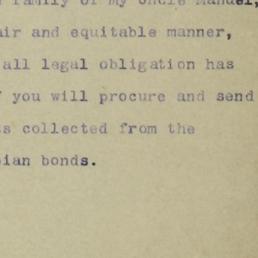 family of my Uncle Manuel,
air and equitable manner,
all legal obligation has
you will procure and send
s collected from the
bian bonds.